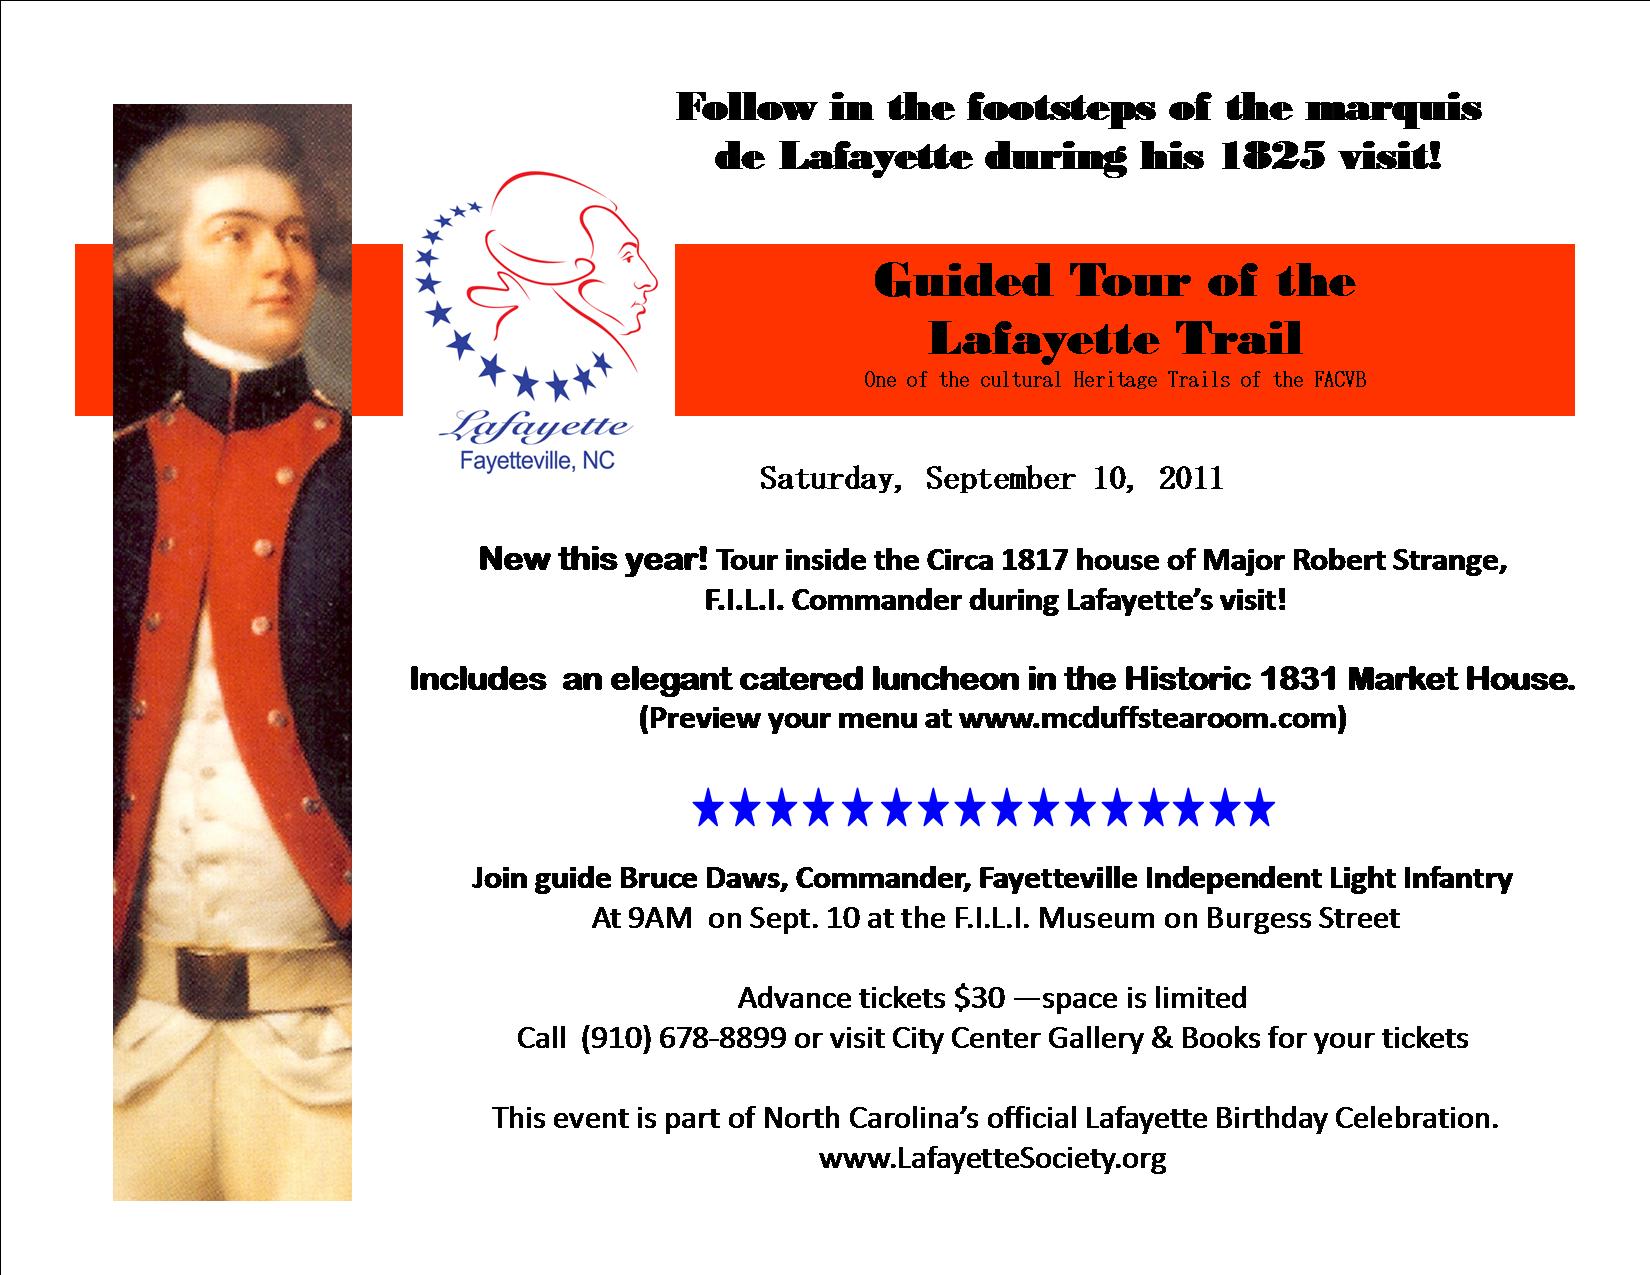 Follow in the footsteps of the marquis
de Lafayette during his 1825 visit!
Guided Tour of the
Lafayette Trail
One of the cultural Heritage Trails of the FACVB
Lafayette
Fayetteville, NC
Saturday, September 10, 2011
New this year! Tour inside the Circa 1817 house of Major Robert Strange,
F.I.L.I. Commander during Lafayette’s visit!
Includes  an elegant catered luncheon in the Historic 1831 Market House.
(Preview your menu at www.mcduffstearoom.com)
Join guide Bruce Daws, Commander, Fayetteville Independent Light Infantry
At 9AM  on Sept. 10 at the F.I.L.I. Museum on Burgess Street
Advance tickets $30 —space is limited
Call  (910) 678-8899 or visit City Center Gallery & Books for your tickets
This event is part of North Carolina’s official Lafayette Birthday Celebration.
www.LafayetteSociety.org